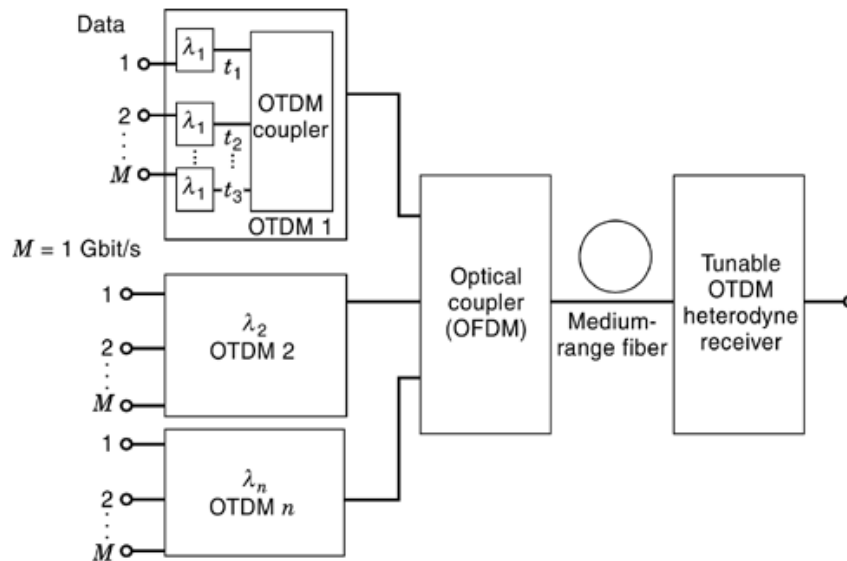 Data
1
λ1
t1
2
λ1
t2
M
λ1
t3
OTDM
coupler
OTDM 1
M = 1 Gbit/s
1
2
M
λ2
OTDM 2
1
2
M
λn
OTDM n
Optical
coupler
(OFDM)
Medium-
range fiber
Tunable
OTDM
heterodyne
receiver